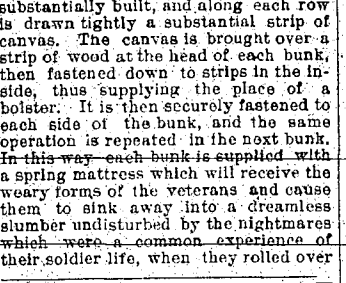 substantially built, and along each row
is drawn tightly a substantial strip of
canvas. The canvas is brought over a
strip of wood at the head of each bunk,
then fastened down to strips in the in-
side, thus supplying the place of a
bolster. It is then securely fastened to
each side of the bunk, and the same
operation is repeated in the next bunk.
In this way each bunk is supplied with
a spring mattress which will receive the
weary forms of the veterans and cause
them to sink away into a dreamless
slumber undisturbed by the nightmares
which were a common experience of
their soldier life, when they rolled over